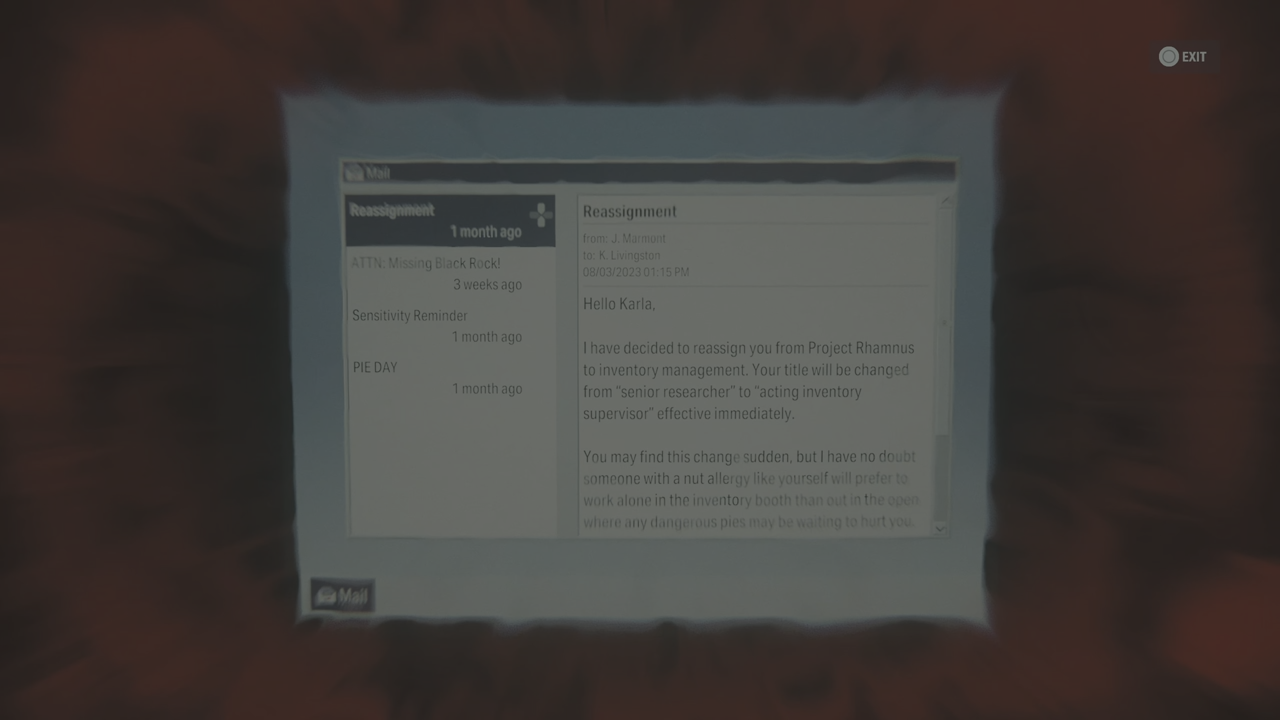 EXIT
Mail
Reassignment
1 month ago
ATTN: Missing Black Rock!
3 weeks ago
Sensitivity Reminder
1 month ago
PIE DAY
1 month ago
Reassignment
from: J. Marmont
to: K. Livingston
08/03/2023 01:15 PM
Hello Karla,
I have decided to reassign you from Project Rhamnus
to inventory management. Your title will be changed
from “senior researcher” to “acting inventory
supervisor” effective immediately.
You may find this change sudden, but I have no doubt
someone with a nut allergy like yourself will prefer to
work alone in the inventory booth than out in the open
where any dangerous pies may be waiting to hurt you.
Mail